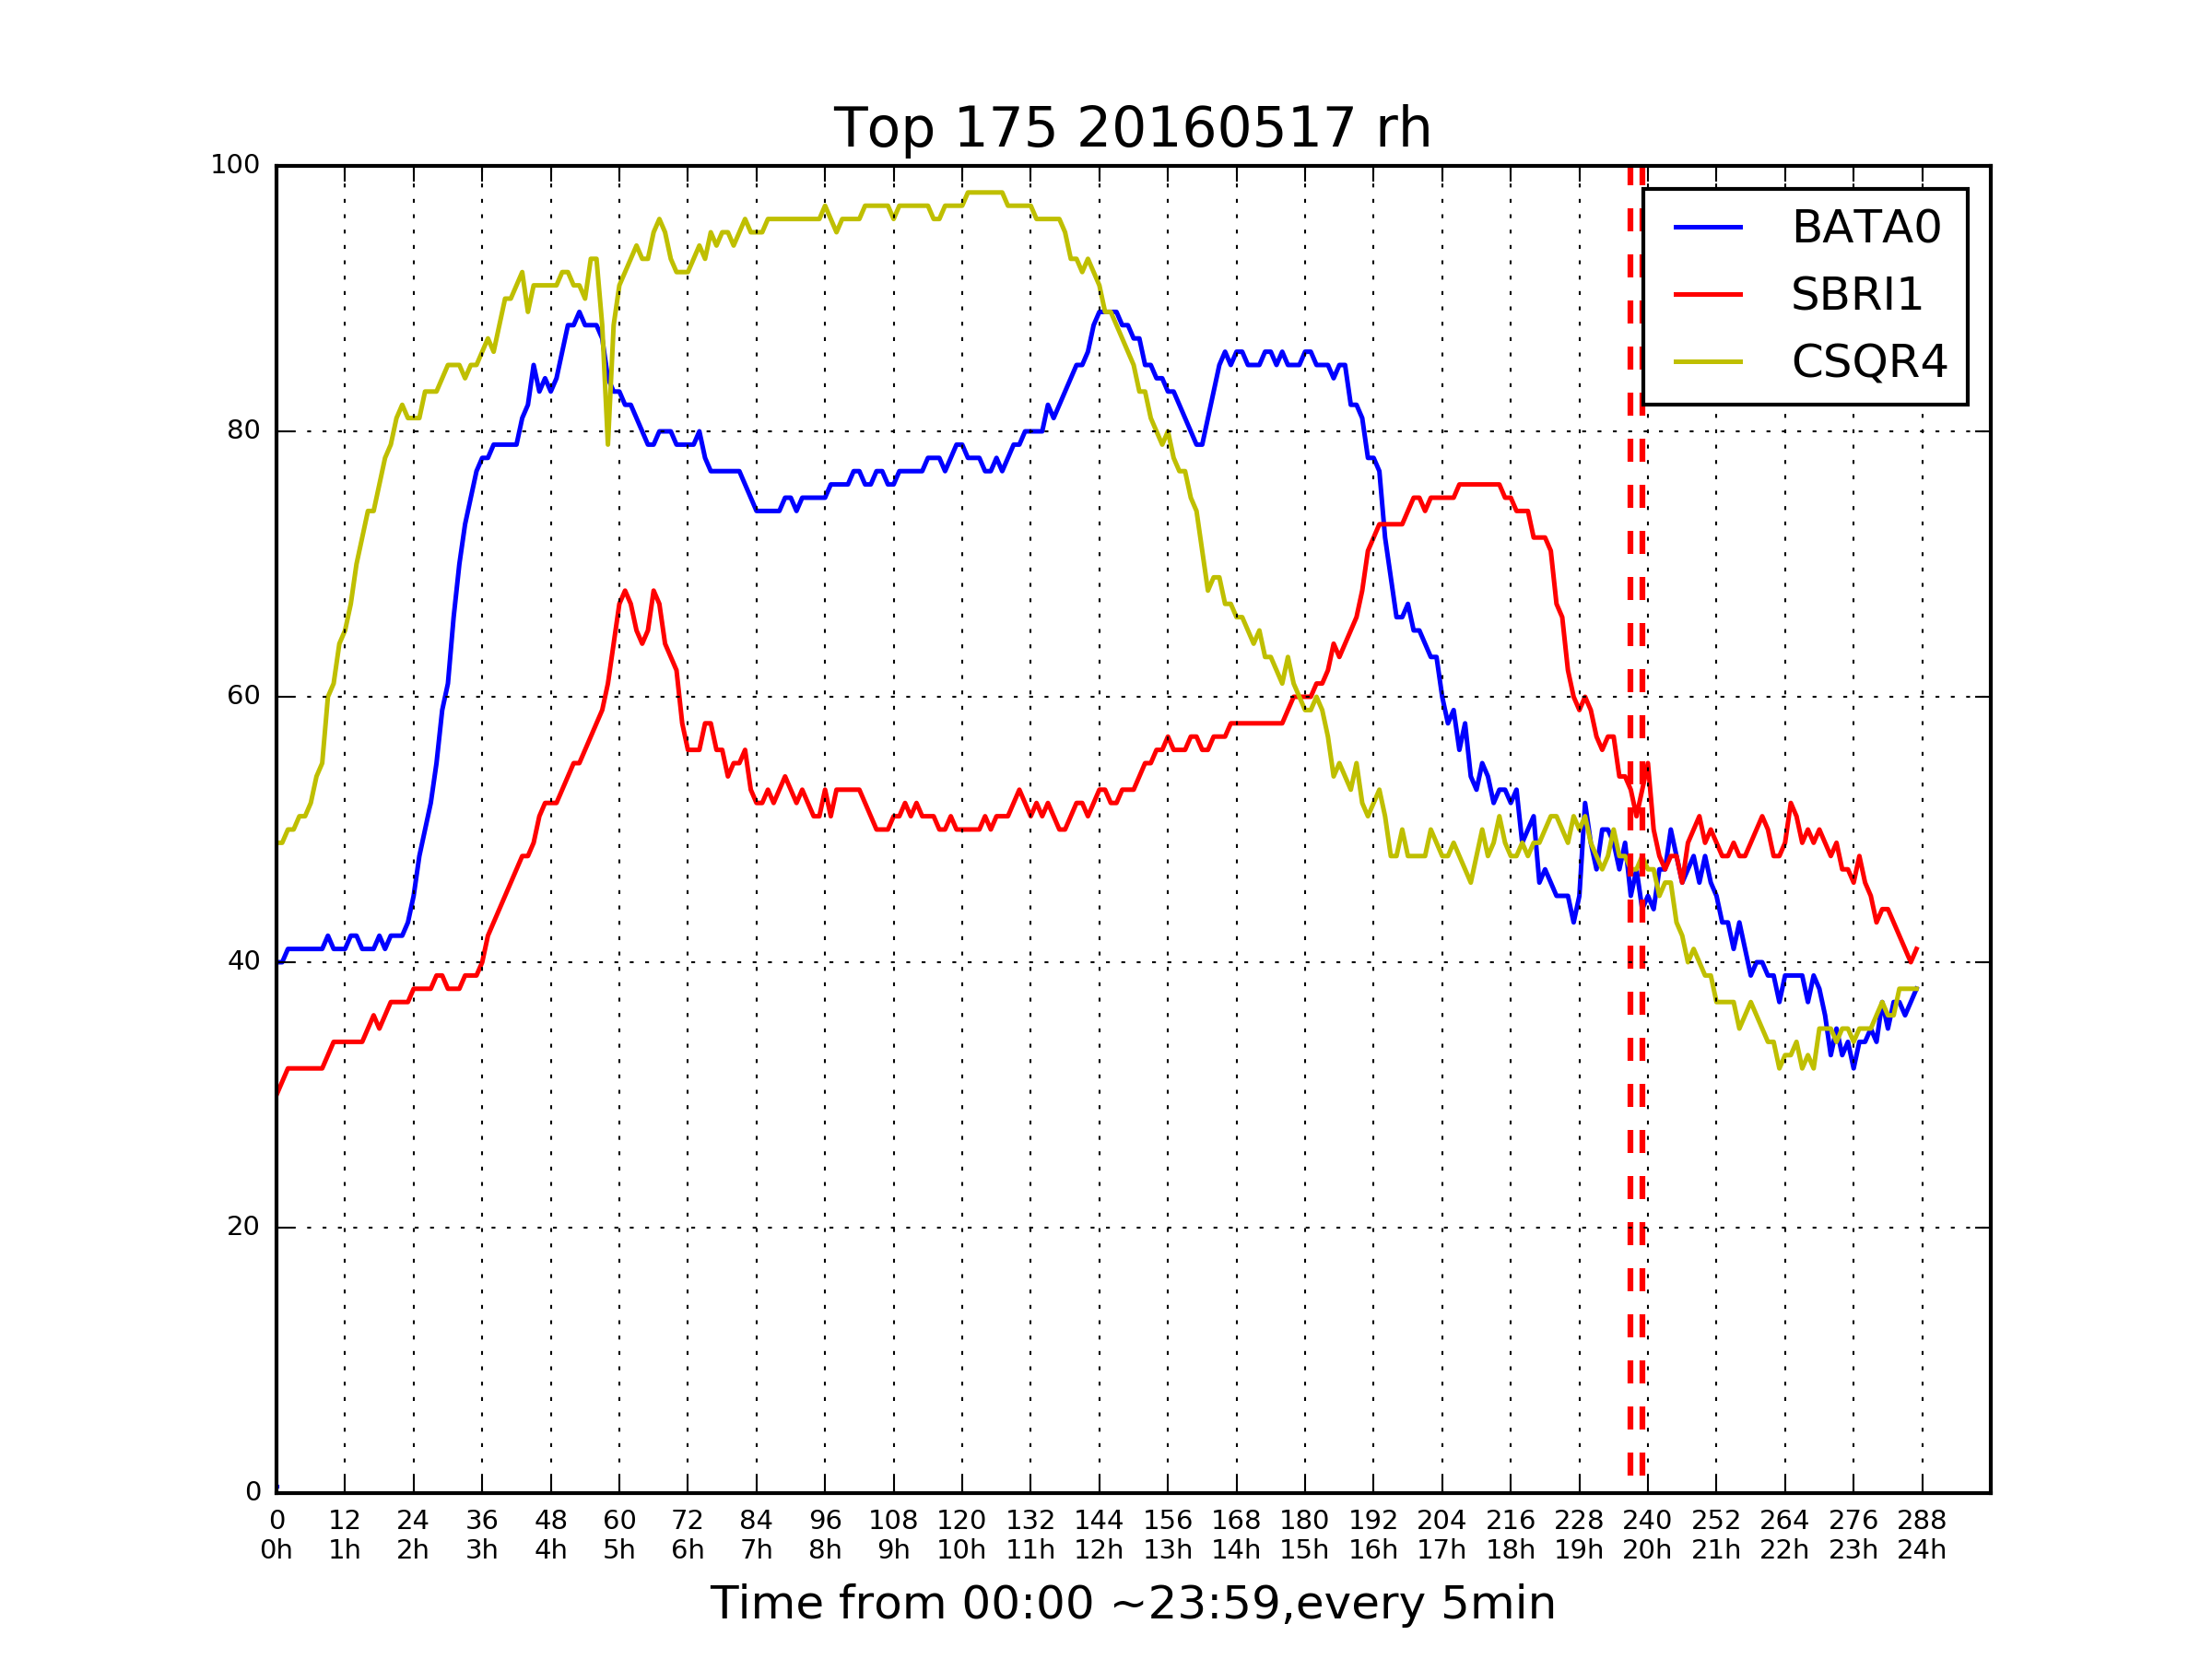 Top 175 20160517 rh
100
80
60
40
20
0
BATA0
SBRI1
CSQR4
0 12 24 36 48 60 72 84 96 108 120 132 144 156 168 180 192 204 216 228 240 252 264 276 288
0h 1h 2h 3h 4h 5h 6h 7h 8h 9h 10h 11h 12h 13h 14h 15h 16h 17h 18h 19h 20h 21h 22h 23h 24h
Time from 00:00 ~23:59,every 5min